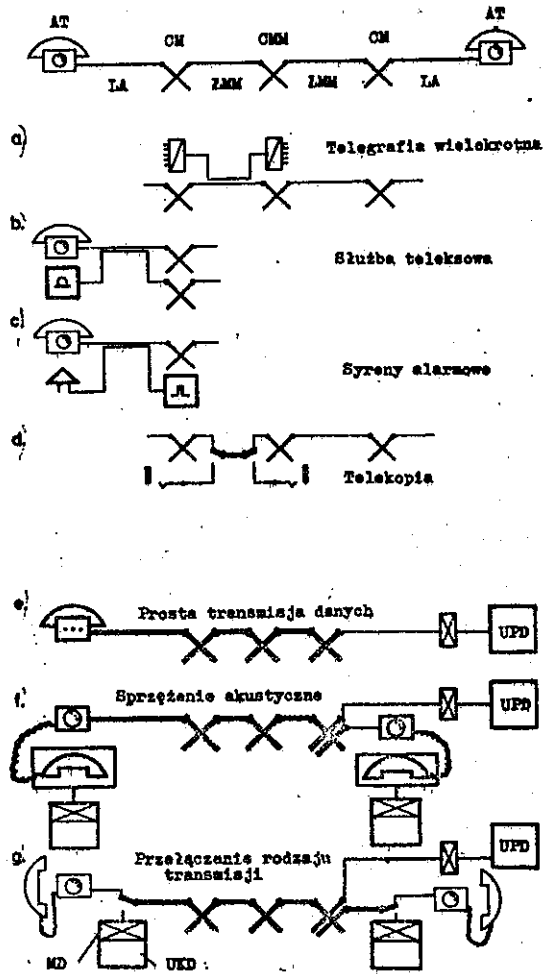 AT
AT
CM CMM CM
LA ZMM ZMM LA
a)
Telegrafia wielokrotna
b)
Służba teleksowa
c)
Syreny alarmowe
d)
Telekopia
e)
Prosta transmisja danych
UPD
f)
Sprzężenie akustyczne
UPD
g)
Przełączenie rodzaju
transmisji
UPD
MD UKD